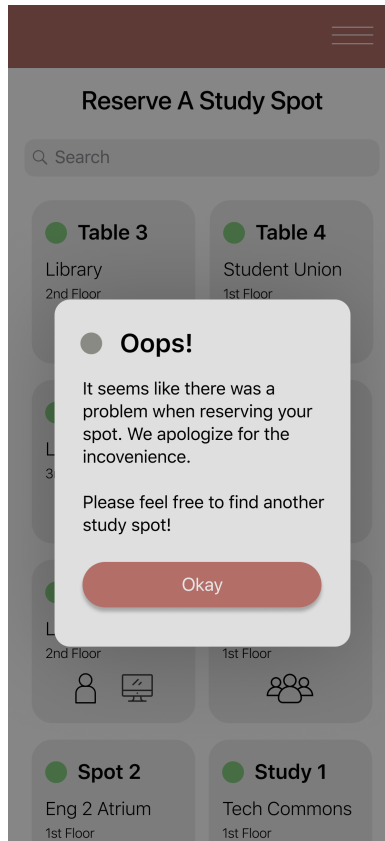 Reserve A Study Spot
Search
Table 3
Table 4
Library
Student Union
2nd Floor
1st Floor
Oops!
It seems like there was a
problem when reserving your
spot. We apologize for the
incovenience.
Please feel free to find another
study spot!
Okay
2nd Floor
1st Floor
Spot 2
Study 1
Eng 2 Atrium
Tech Commons
1st Floor
1st Floor